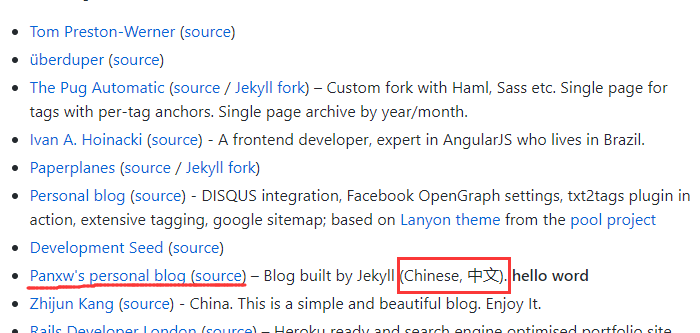 Tom Preston-Werner (source)
überduper (source)
The Pug Automatic (source / Jekyll fork) – Custom fork with Haml, Sass etc. Single page for
tags with per-tag anchors. Single page archive by year/month.
Ivan A. Hoinacki (source) - A frontend developer, expert in AngularJS who lives in Brazil.
Paperplanes (source / Jekyll fork)
Personal blog (source) - DISQUS integration, Facebook OpenGraph settings, txt2tags plugin in
action, extensive tagging, google sitemap; based on Lanyon theme from the pool project
Development Seed (source)
Panxw's personal blog (source) – Blog built by Jekyll (Chinese, 中文). hello word
Zhijun Kang (source) - China. This is a simple and beautiful blog. Enjoy It.
Rails Developer London (source) – Heroku ready and search engine optimised portfolio site